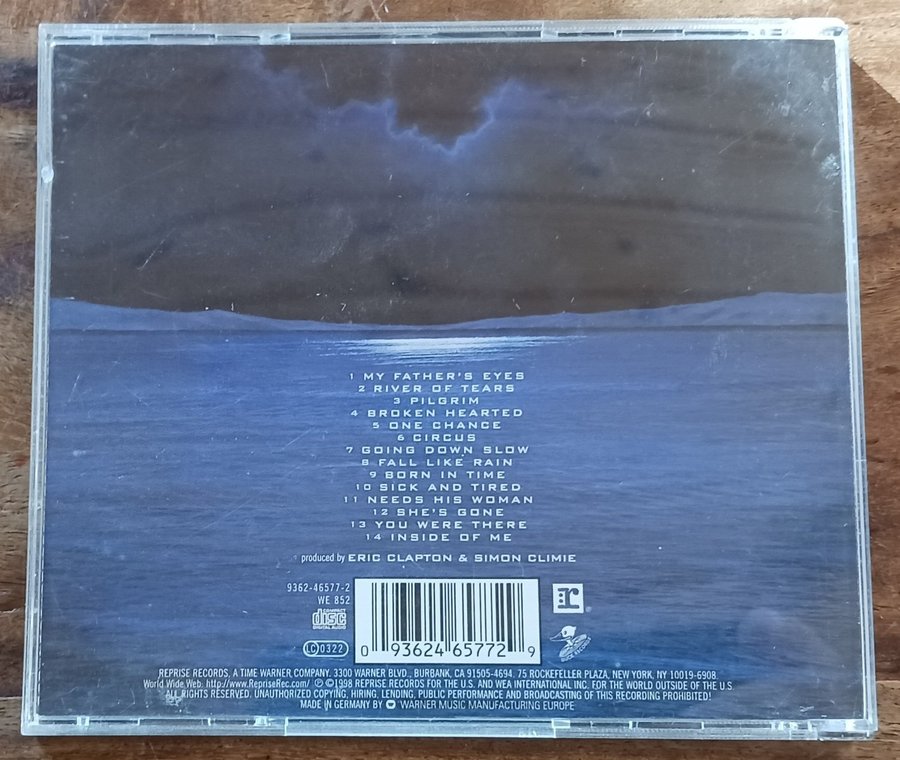 1 MY FATHER'S EYES
2 RIVER OF TEARS
3 PILGRIM
4 BROKEN HEARTED
5 ONE CHANCE
6 CIRCUS
7 GOING DOWN SLOW
8 FALL LIKE RAIN
9 BORN IN TIME
10 SICK AND TIRED
11 NEEDS HIS WOMAN
12 SHE'S GONE
13 YOU WERE THERE
14 INSIDE OF ME
produced by ERIC CLAPTON & SIMON CLIMIE
9362-46577-2
WE 852
COMPACT
disc
DIGITAL AUDIO
LC 0322
0 93624 65772 9
r ®
REPRISE RECORDS, A TIME WARNER COMPANY. 3300 WARNER BLVD., BURBANK, CA 91505-4694. 75 ROCKEFELLER PLAZA, NEW YORK, NY 10019-6908.
World Wide Web. http://www.RepriseRec.com/ ℗©1998 REPRISE RECORDS FOR THE U.S. AND WEA INTERNATIONAL INC. FOR THE WORLD OUTSIDE OF THE U.S.
ALL RIGHTS RESERVED. UNAUTHORIZED COPYING, HIRING, LENDING, PUBLIC PERFORMANCE AND BROADCASTING OF THIS RECORDING PROHIBITED!
MADE IN GERMANY BY WARNER MUSIC MANUFACTURING EUROPE